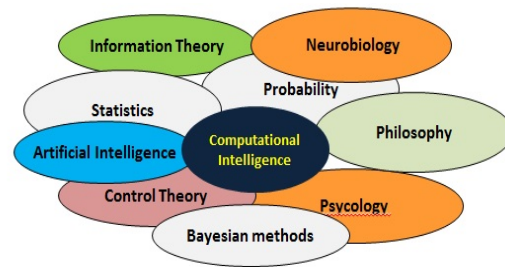 Information Theory
Neurobiology
Probability
Statistics
Philosophy
Computational
Intelligence
Artificial Intelligence
Control Theory
Psycology
Bayesian methods